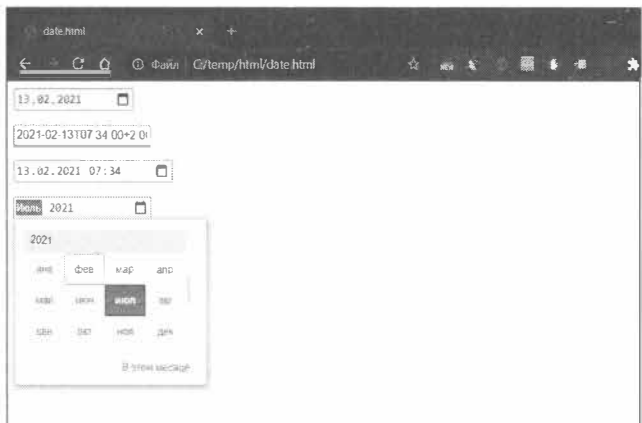 date.html × +
Файл C:/temp/html/date.html NEW
13.02.2021
2021-02-13T07 34 00+2 0
13.02.2021 07:34
Июль 2021
2021
янв фев мар апр
май июн июл авг
сен окт ноя дек
В этом месяце